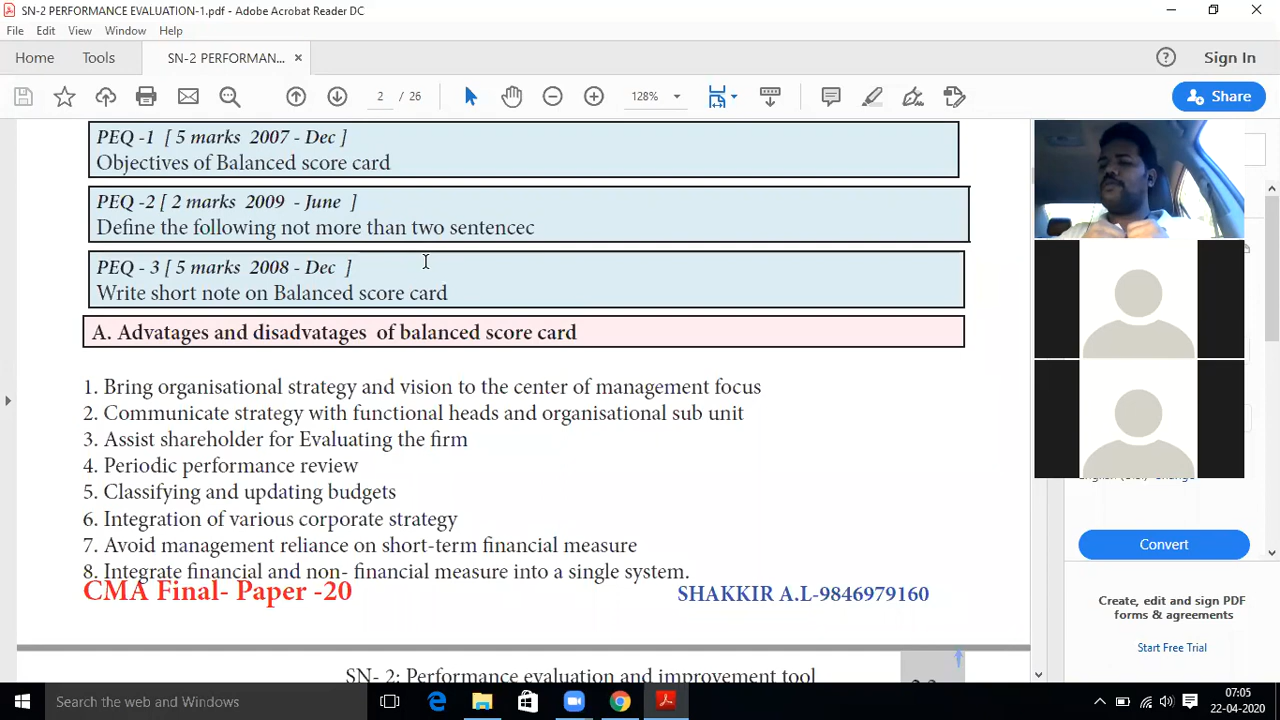 SN-2 PERFORMANCE EVALUATION-1.pdf - Adobe Acrobat Reader DC
File Edit View Window Help
Home Tools SN-2 PERFORMAN... × Sign In
2 / 26 128% Share
PEQ -1 [ 5 marks 2007 - Dec ]
Objectives of Balanced score card
PEQ -2 [ 2 marks 2009 - June ]
Define the following not more than two sentencec
PEQ - 3 [ 5 marks 2008 - Dec ]
Write short note on Balanced score card
A. Advatages and disadvatages of balanced score card
1. Bring organisational strategy and vision to the center of management focus
2. Communicate strategy with functional heads and organisational sub unit
3. Assist shareholder for Evaluating the firm
4. Periodic performance review
5. Classifying and updating budgets
6. Integration of various corporate strategy
7. Avoid management reliance on short-term financial measure
8. Integrate financial and non- financial measure into a single system.
CMA Final- Paper -20 SHAKKIR A.L-9846979160
SN- 2: Performance evaluation and improvement tool
Convert
Create, edit and sign PDF
forms & agreements
Start Free Trial
Search the web and Windows
07:05
22-04-2020